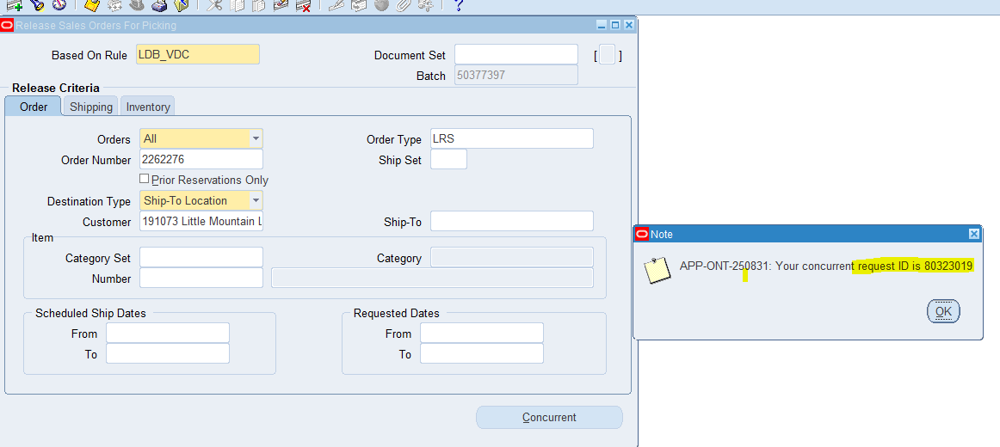 Release Sales Orders For Picking
Based On Rule LDB_VDC Document Set [ ]
Batch 50377397
Release Criteria
Order Shipping Inventory
Orders All Order Type LRS
Order Number 2262276 Ship Set
Prior Reservations Only
Destination Type Ship-To Location
Customer 191073 Little Mountain L Ship-To
Item
Category Set Category
Number
Scheduled Ship Dates Requested Dates
From From
To To
Concurrent
Note
APP-ONT-250831: Your concurrent request ID is 80323019
OK